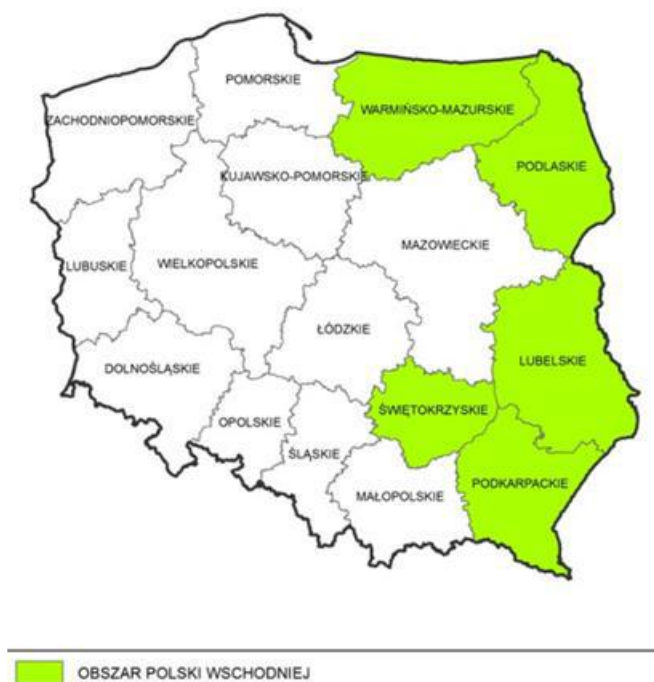 POMORSKIE
WARMIŃSKO-MAZURSKIE
ZACHODNIOPOMORSKIE
PODLASKIE
KUJAWSKO-POMORSKIE
MAZOWIECKIE
LUBUSKIE
WIELKOPOLSKIE
ŁÓDZKIE
LUBELSKIE
DOLNOŚLĄSKIE
ŚWIĘTOKRZYSKIE
OPOLSKIE
ŚLĄSKIE
PODKARPACKIE
MAŁOPOLSKIE
OBSZAR POLSKI WSCHODNIEJ